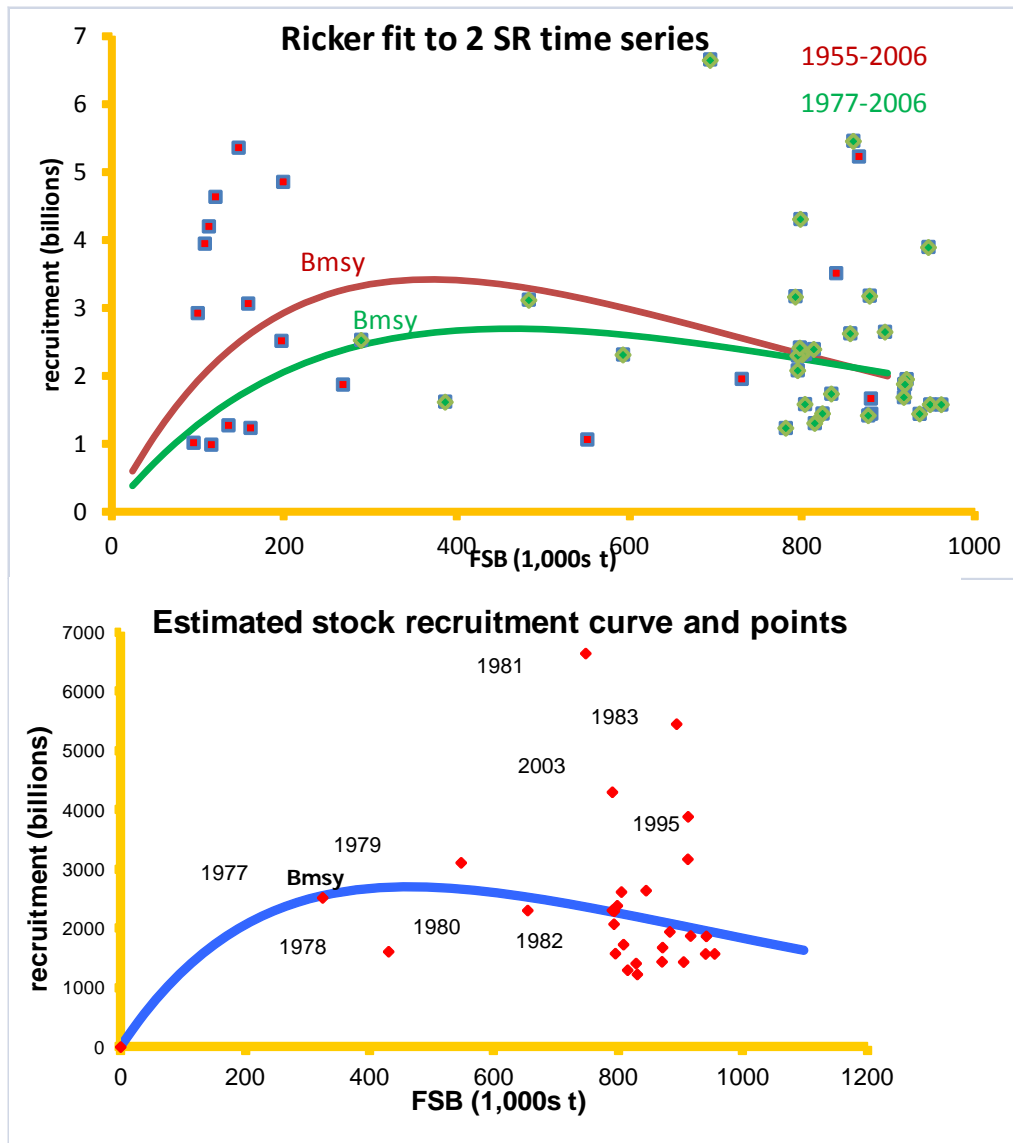 Ricker fit to 2 SR time series
1955-2006
1977-2006
recruitment (billions)
7
6
5
4
3
2
1
0
Bmsy
Bmsy
0 200 400 600 800 1000
FSB (1,000s t)
Estimated stock recruitment curve and points
recruitment (billions)
7000
6000
5000
4000
3000
2000
1000
0
1981
1983
2003
1995
1979
1977
Bmsy
1980
1978
1982
0 200 400 600 800 1000 1200
FSB (1,000s t)